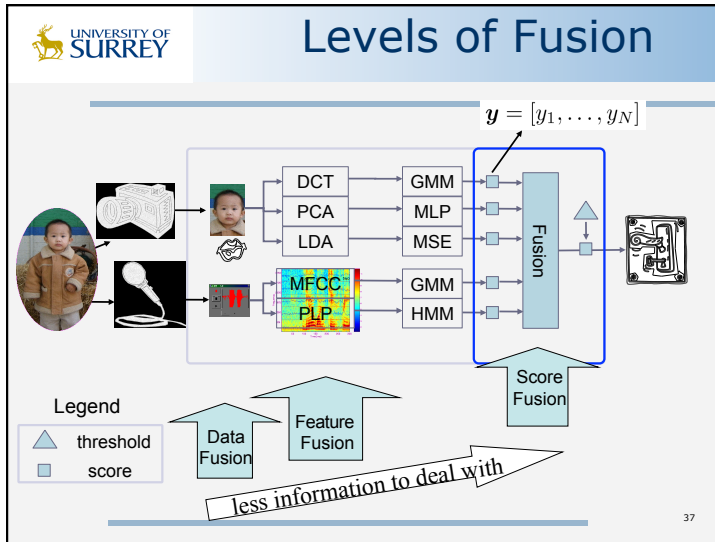 UNIVERSITY OF
SURREY
Levels of Fusion
y = [y₁, . . . , y_N]
DCT
GMM
PCA
MLP
LDA
MSE
MFCC
GMM
PLP
HMM
Fusion
Score
Fusion
Feature
Fusion
Data
Fusion
Legend
threshold
score
less information to deal with
37